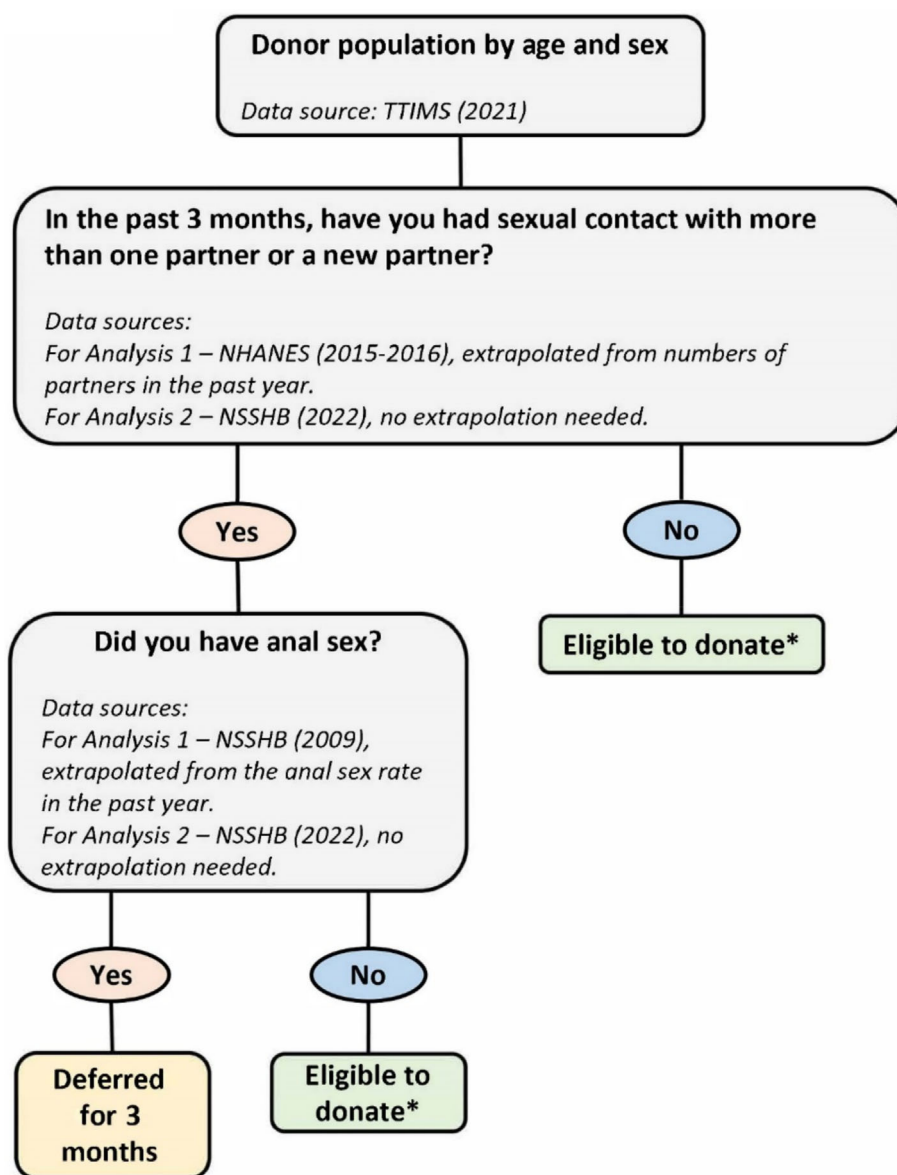 Donor population by age and sex
Data source: TTIMS (2021)
In the past 3 months, have you had sexual contact with more
than one partner or a new partner?
Data sources:
For Analysis 1 – NHANES (2015-2016), extrapolated from numbers of
partners in the past year.
For Analysis 2 – NSSHB (2022), no extrapolation needed.
Yes
No
Did you have anal sex?
Eligible to donate*
Data sources:
For Analysis 1 – NSSHB (2009),
extrapolated from the anal sex rate
in the past year.
For Analysis 2 – NSSHB (2022), no
extrapolation needed.
Yes
No
Deferred
for 3
months
Eligible to
donate*